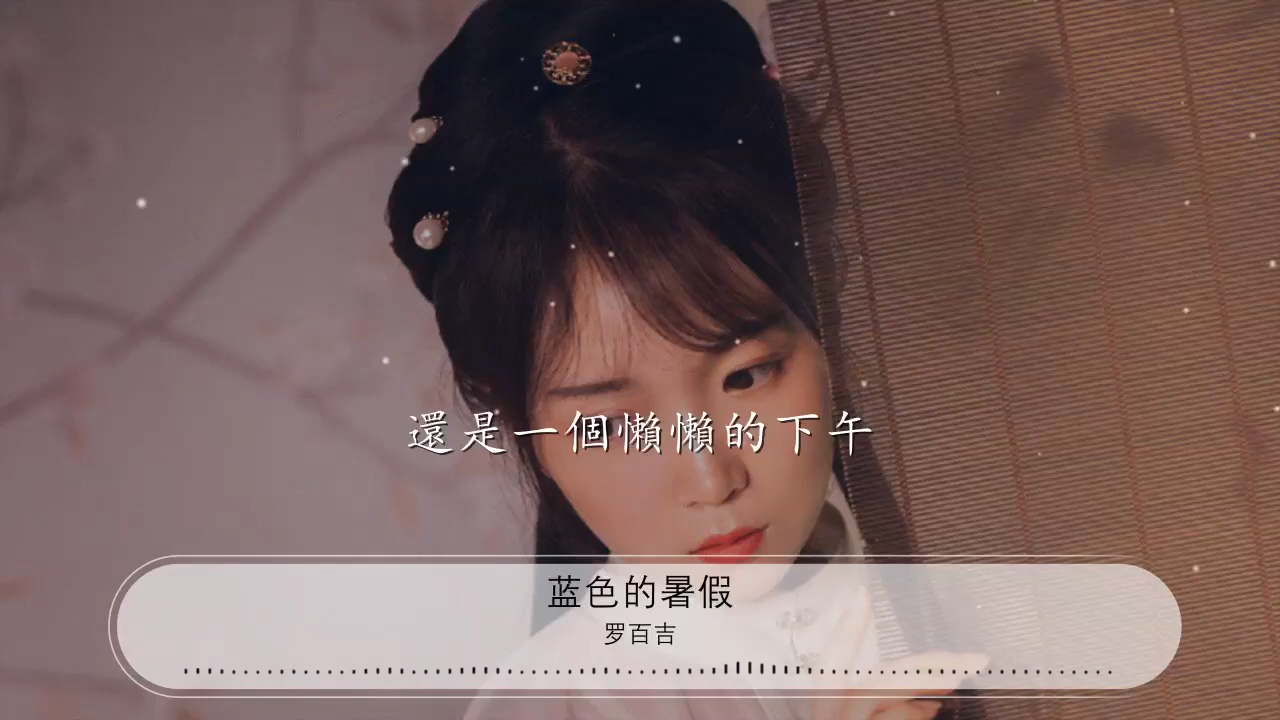 還是一個懶懶的下午
蓝色的暑假
罗百吉